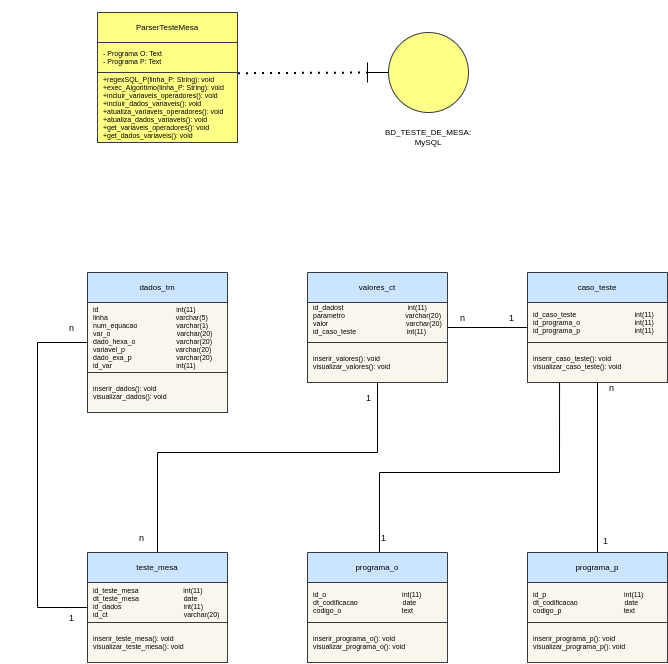 ParserTesteMesa
- Programa O: Text
- Programa P: Text
+regexSQL_P(linha_P: String): void
+exec_Algoritimo(linha_P: String): void
+incluir_variaveis_operadores(): void
+incluir_dados_variaveis(): void
+atualiza_variaveis_operadores(): void
+atualiza_dados_variaveis(): void
+get_variaveis_operadores(): void
+get_dados_variaveis(): void
BD_TESTE_DE_MESA:
MySQL
dados_tm
id int(11)
linha varchar(5)
num_equacao varchar(1)
var_o varchar(20)
dado_hexa_o varchar(20)
variavel_p varchar(20)
dado_exa_p varchar(20)
id_var int(11)
inserir_dados(): void
visualizar_dados(): void
n
valores_ct
id_dadost int(11)
parametro varchar(20)
valor varchar(20)
id_caso_teste int(11)
inserir_valores(): void
visualizar_valores(): void
n
1
caso_teste
id_caso_teste int(11)
id_programa_o int(11)
id_programa_p int(11)
inserir_caso_teste(): void
visualizar_caso_teste(): void
1
n
n
1
1
teste_mesa
id_teste_mesa int(11)
dt_teste_mesa date
id_dados int(11)
id_ct varchar(20)
inserir_teste_mesa(): void
visualizar_teste_mesa(): void
1
programa_o
id_o int(11)
dt_codificacao date
codigo_o text
inserir_programa_o(): void
visualizar_programa_o(): void
programa_p
id_p int(11)
dt_codificacao date
codigo_p text
inserir_programa_p(): void
visualizar_programa_p(): void